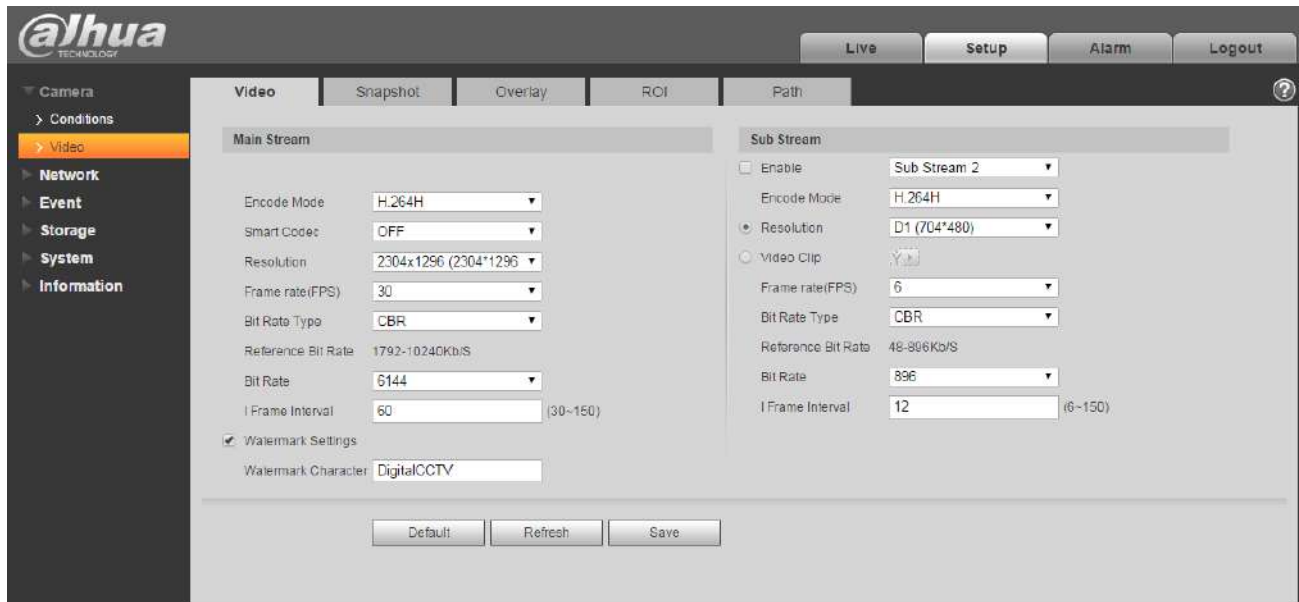 alhua
TECHNOLOGY
Live Setup Alarm Logout
Camera
Conditions
Video
Network
Event
Storage
System
Information
Video Snapshot Overlay ROI Path
Main Stream
Encode Mode H.264H
Smart Codec OFF
Resolution 2304x1296 (2304*1296
Frame rate(FPS) 30
Bit Rate Type CBR
Reference Bit Rate 1792-10240Kb/S
Bit Rate 6144
I Frame Interval 60 (30~150)
Watermark Settings
Watermark Character DigitalCCTV
Sub Stream
Enable Sub Stream 2
Encode Mode H.264H
Resolution D1 (704*480)
Video Clip
Frame rate(FPS) 6
Bit Rate Type CBR
Reference Bit Rate 48-896Kb/S
Bit Rate 896
I Frame Interval 12 (6~150)
Default Refresh Save